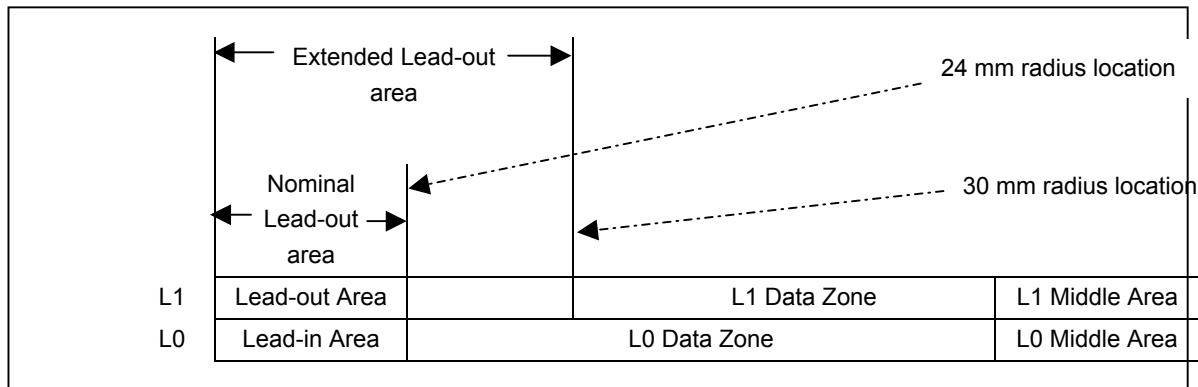 Extended Lead-out
area
24 mm radius location
Nominal
Lead-out
area
30 mm radius location
L1 Lead-out Area L1 Data Zone L1 Middle Area
L0 Lead-in Area L0 Data Zone L0 Middle Area